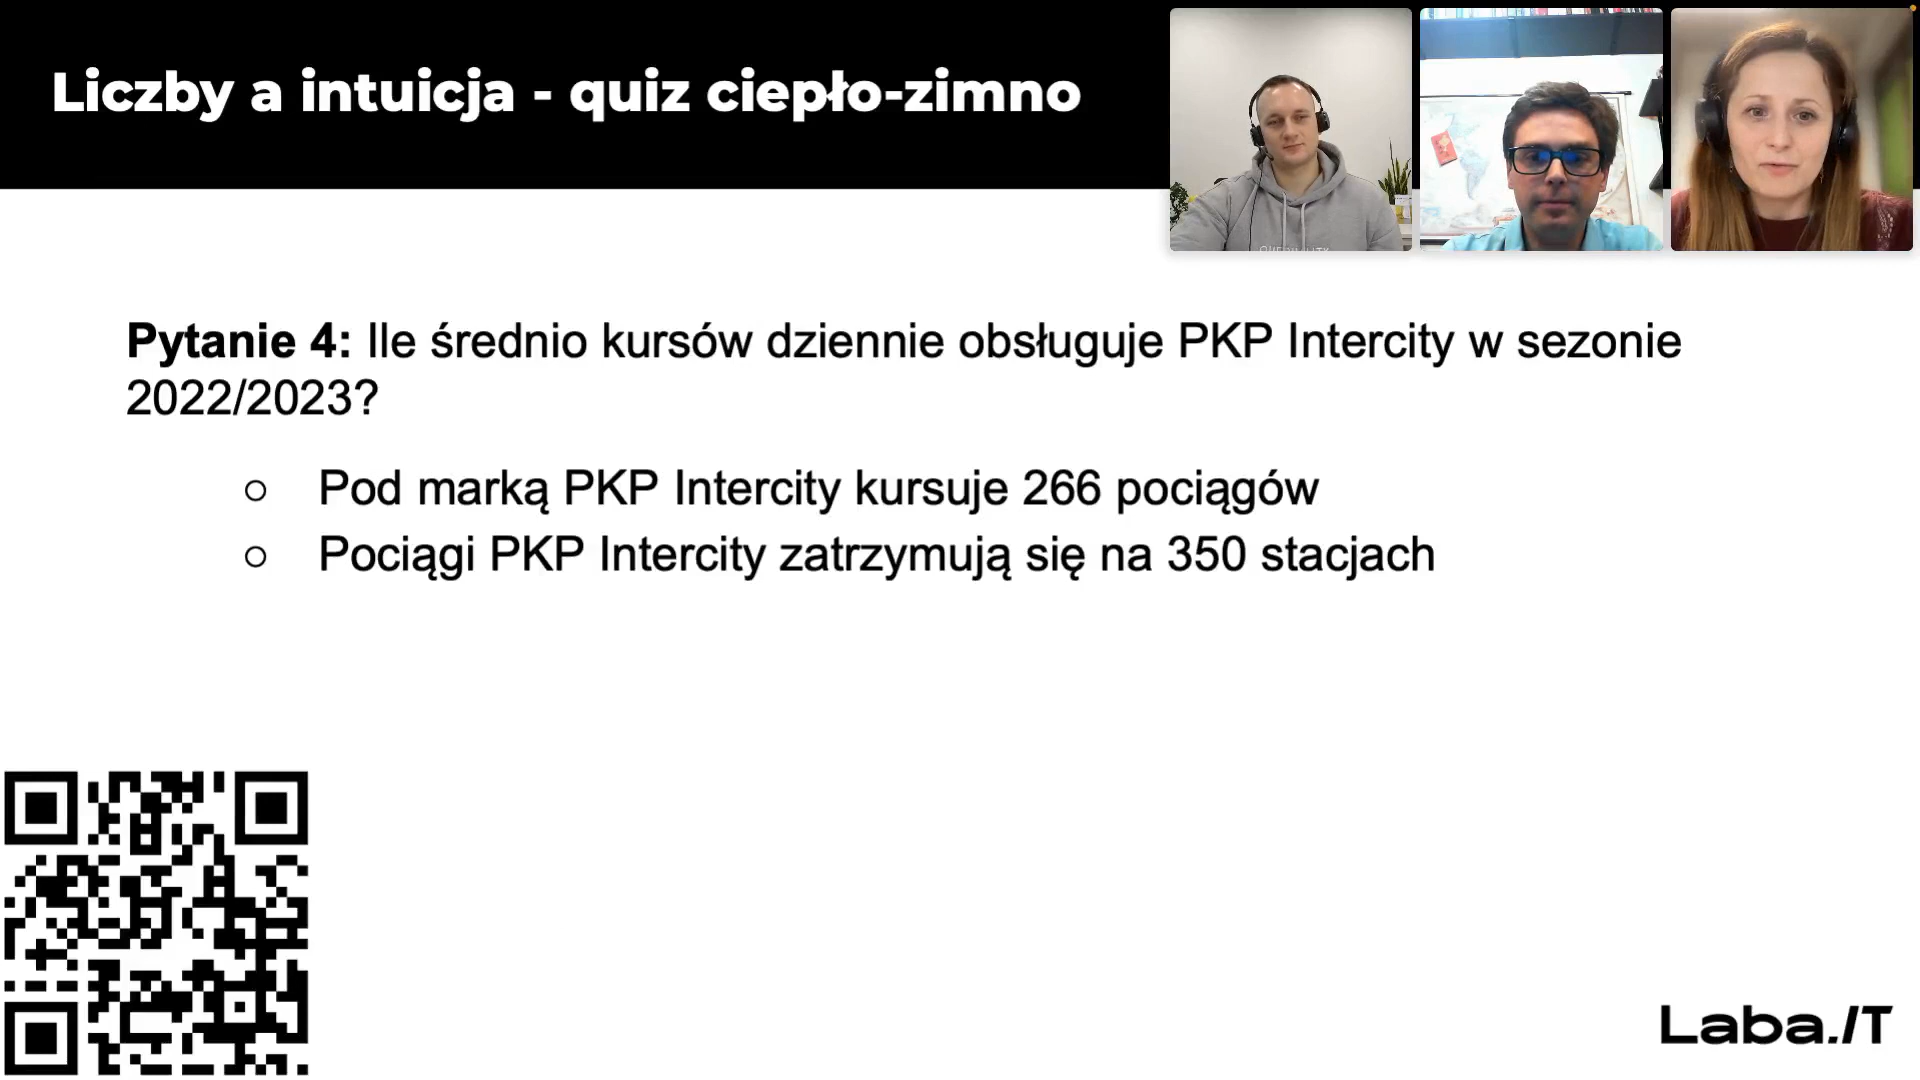 Liczby a intuicja - quiz ciepło-zimno
Pytanie 4: Ile średnio kursów dziennie obsługuje PKP Intercity w sezonie
2022/2023?
○ Pod marką PKP Intercity kursuje 266 pociągów
○ Pociągi PKP Intercity zatrzymują się na 350 stacjach
Laba.IT